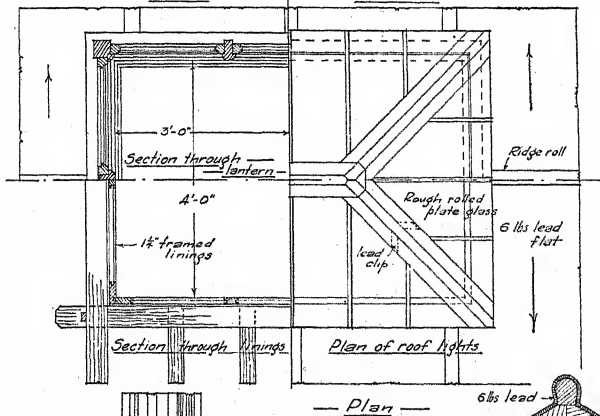 3'-0"
Section through
lantern
4'-0"
1¼" framed
linings
Section through linings
Ridge roll
Rough rolled
plate glass
6 lbs lead
flat
lead
clip
Plan of roof lights
Plan
6lbs lead